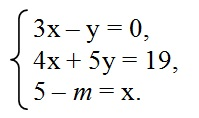 3x – y = 0,
4x + 5y = 19,
5 – m = x.